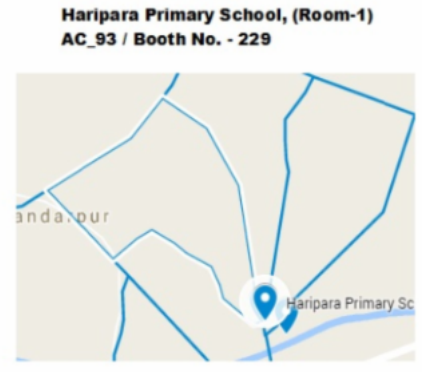 Haripara Primary School, (Room-1)
AC_93 / Booth No. - 229
Haripara Primary Sc